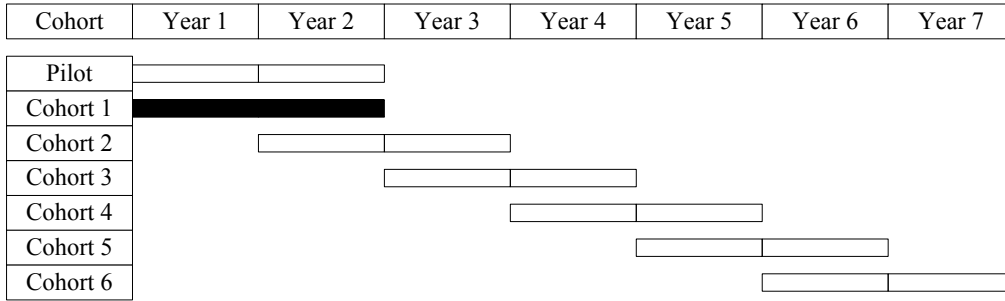 Cohort Year 1 Year 2 Year 3 Year 4 Year 5 Year 6 Year 7
Pilot
Cohort 1
Cohort 2
Cohort 3
Cohort 4
Cohort 5
Cohort 6